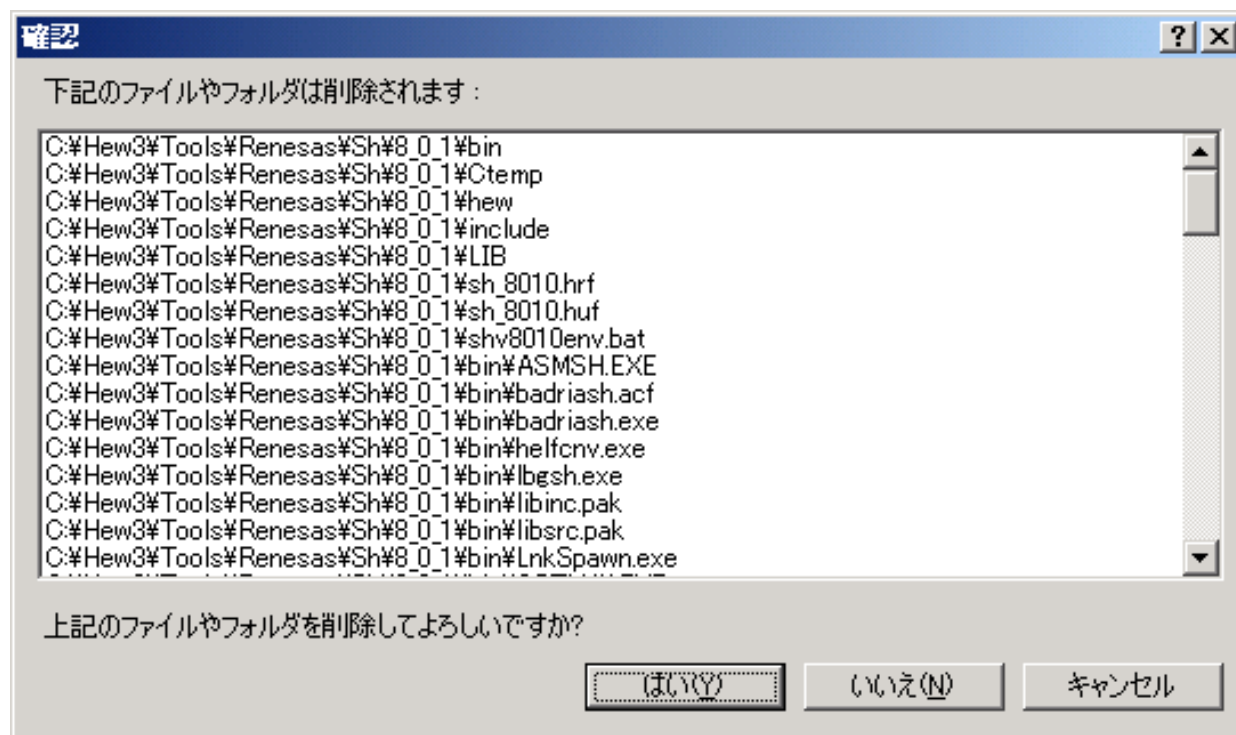 確認
下記のファイルやフォルダは削除されます：
C:¥Hew3¥Tools¥Renesas¥Sh¥8_0_1¥bin
C:¥Hew3¥Tools¥Renesas¥Sh¥8_0_1¥Ctemp
C:¥Hew3¥Tools¥Renesas¥Sh¥8_0_1¥hew
C:¥Hew3¥Tools¥Renesas¥Sh¥8_0_1¥include
C:¥Hew3¥Tools¥Renesas¥Sh¥8_0_1¥LIB
C:¥Hew3¥Tools¥Renesas¥Sh¥8_0_1¥sh_8010.hrf
C:¥Hew3¥Tools¥Renesas¥Sh¥8_0_1¥sh_8010.huf
C:¥Hew3¥Tools¥Renesas¥Sh¥8_0_1¥shv8010env.bat
C:¥Hew3¥Tools¥Renesas¥Sh¥8_0_1¥bin¥ASMSH.EXE
C:¥Hew3¥Tools¥Renesas¥Sh¥8_0_1¥bin¥badriash.acf
C:¥Hew3¥Tools¥Renesas¥Sh¥8_0_1¥bin¥badriash.exe
C:¥Hew3¥Tools¥Renesas¥Sh¥8_0_1¥bin¥helfcnv.exe
C:¥Hew3¥Tools¥Renesas¥Sh¥8_0_1¥bin¥lbgsh.exe
C:¥Hew3¥Tools¥Renesas¥Sh¥8_0_1¥bin¥libinc.pak
C:¥Hew3¥Tools¥Renesas¥Sh¥8_0_1¥bin¥libsrc.pak
C:¥Hew3¥Tools¥Renesas¥Sh¥8_0_1¥bin¥LnkSpawn.exe
上記のファイルやフォルダを削除してよろしいですか?
はい(Y) いいえ(N) キャンセル